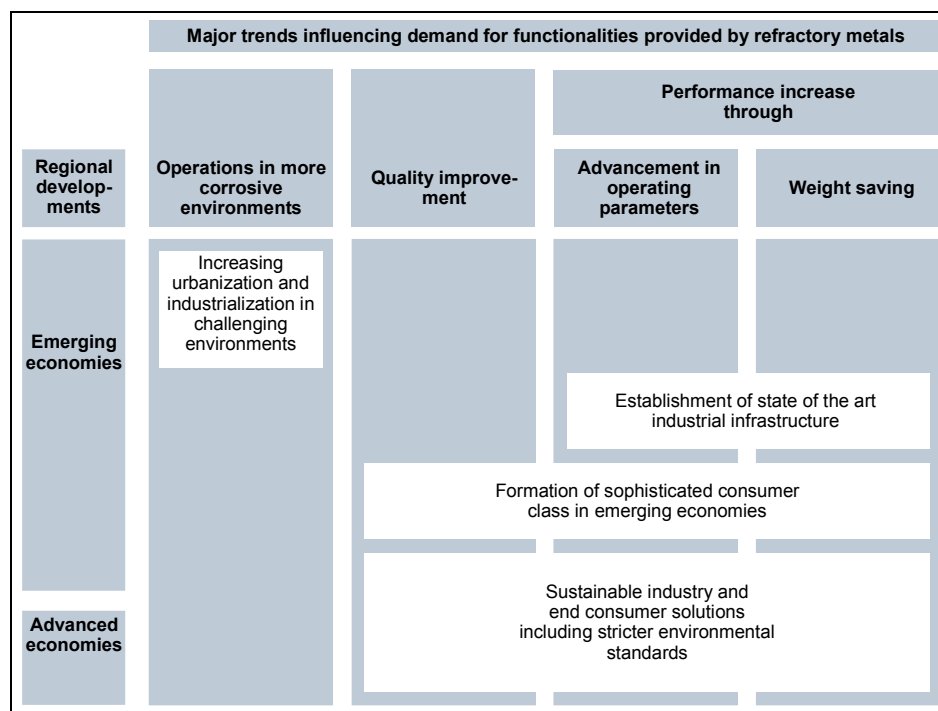 Major trends influencing demand for functionalities provided by refractory metals
Performance increase
through
Regional
develop-
ments
Operations in more
corrosive
environments
Quality improve-
ment
Advancement in
operating
parameters
Weight saving
Emerging
economies
Increasing
urbanization and
industrialization in
challenging
environments
Establishment of state of the art
industrial infrastructure
Formation of sophisticated consumer
class in emerging economies
Advanced
economies
Sustainable industry and
end consumer solutions
including stricter environmental
standards